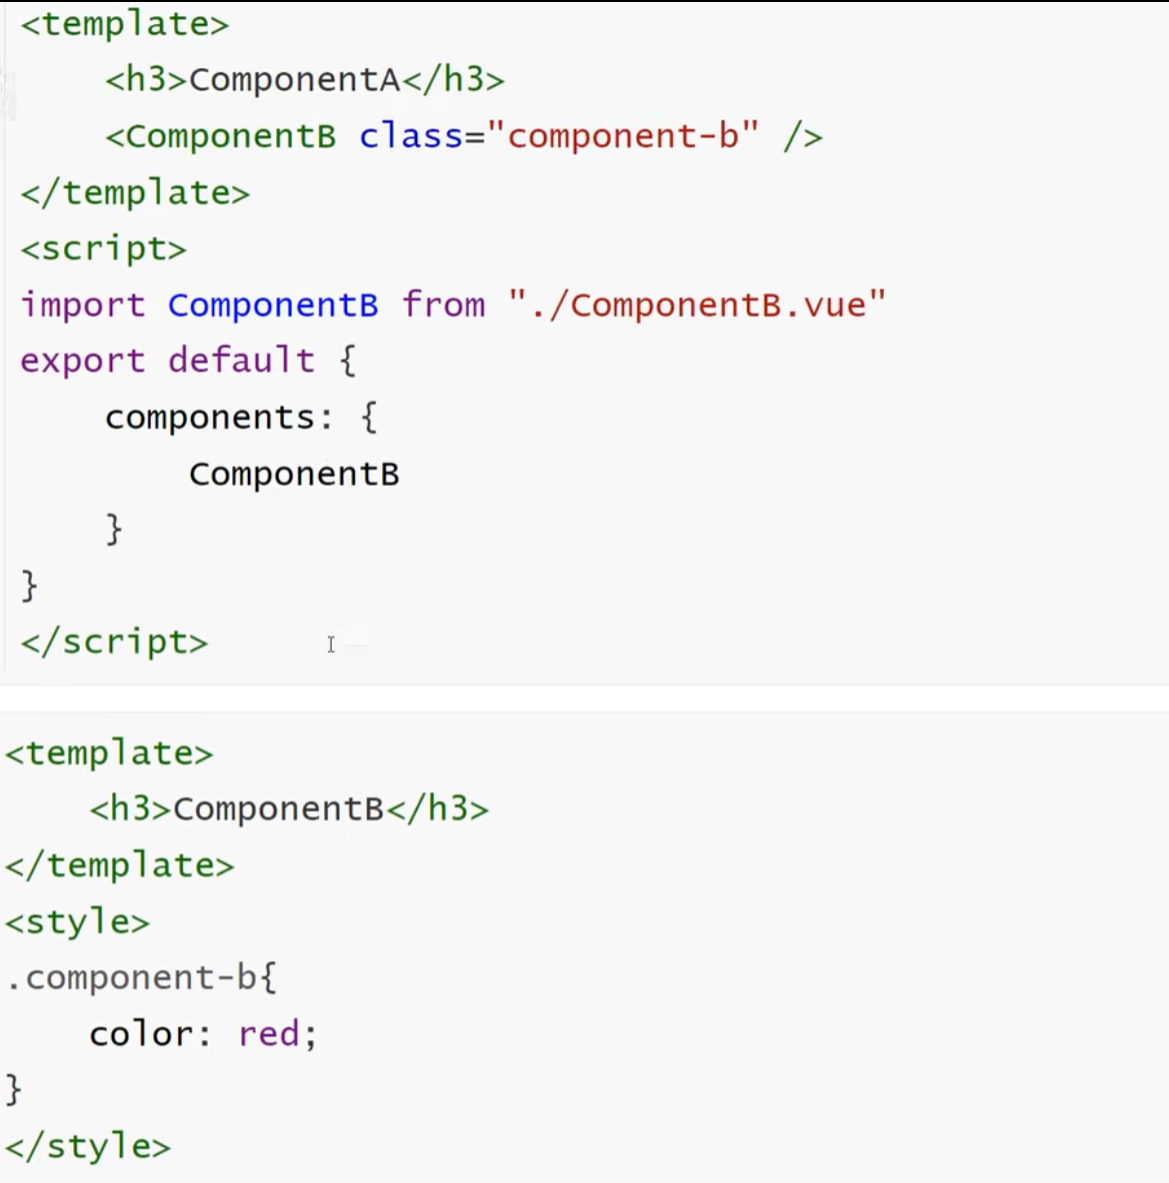 <template>
    <h3>ComponentA</h3>
    <ComponentB class="component-b" />
</template>
<script>
import ComponentB from "./ComponentB.vue"
export default {
    components: {
        ComponentB
    }
}
</script>
<template>
    <h3>ComponentB</h3>
</template>
<style>
.component-b{
    color: red;
}
</style>